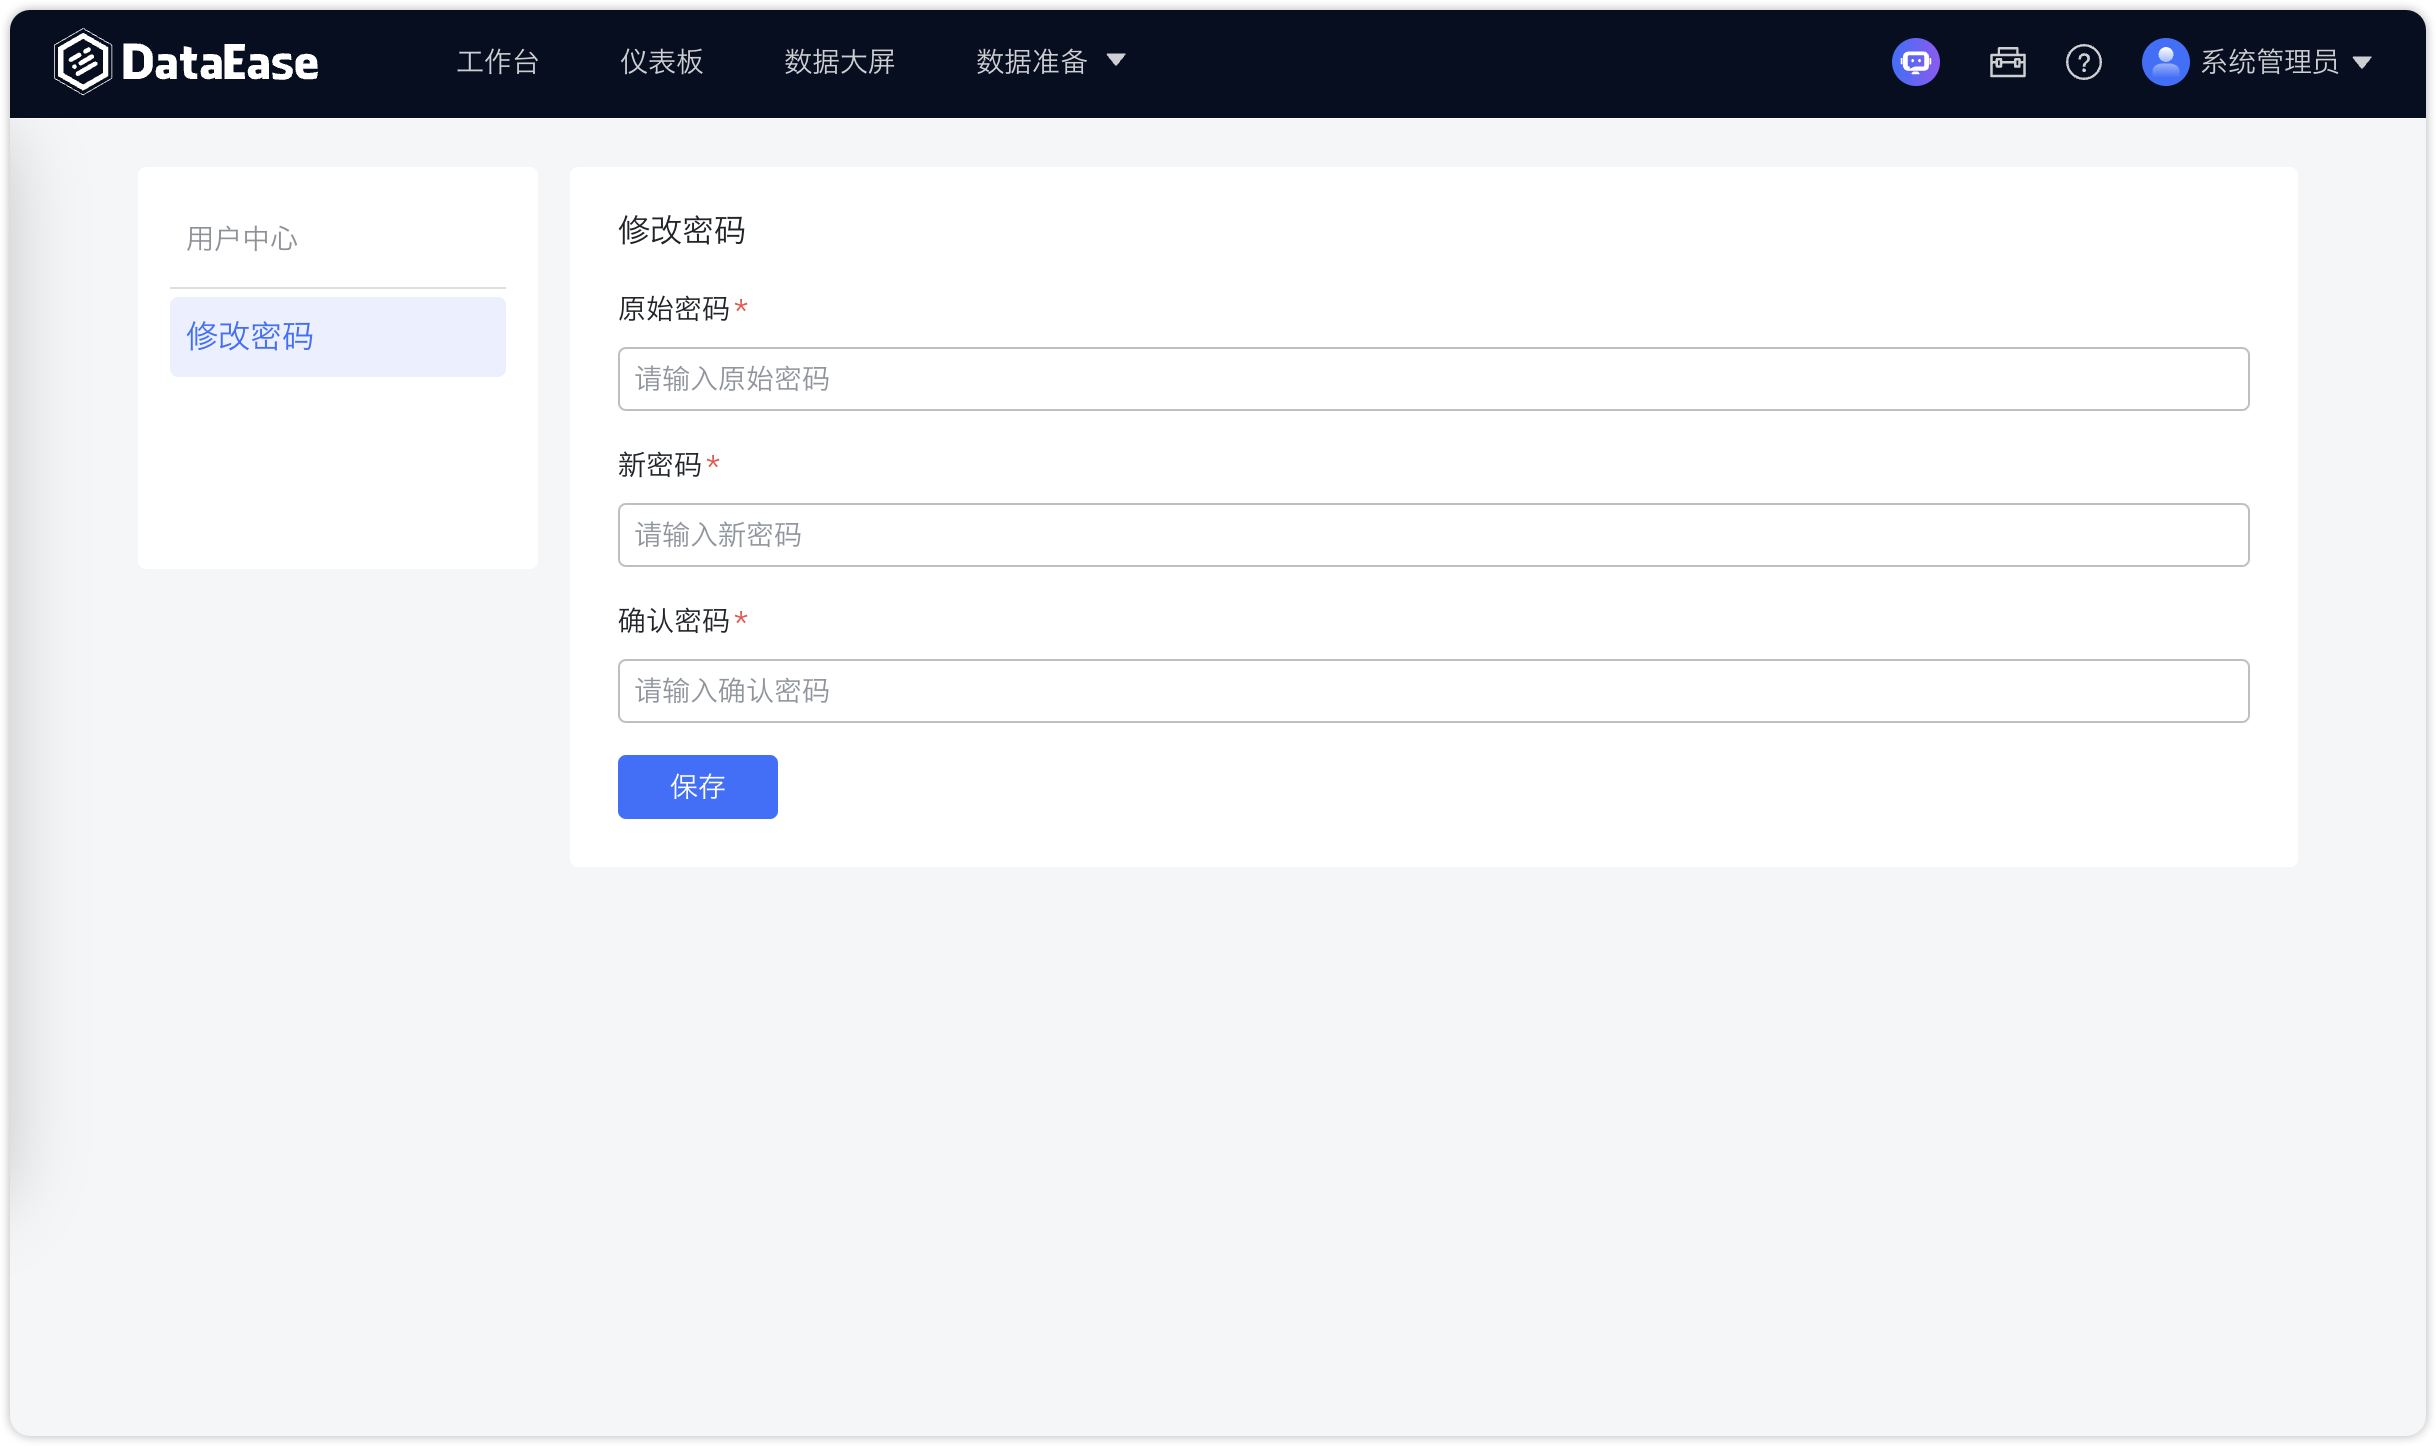 DataEase 工作台 仪表板 数据大屏 数据准备 系统管理员
用户中心
修改密码
修改密码
原始密码*
请输入原始密码
新密码*
请输入新密码
确认密码*
请输入确认密码
保存